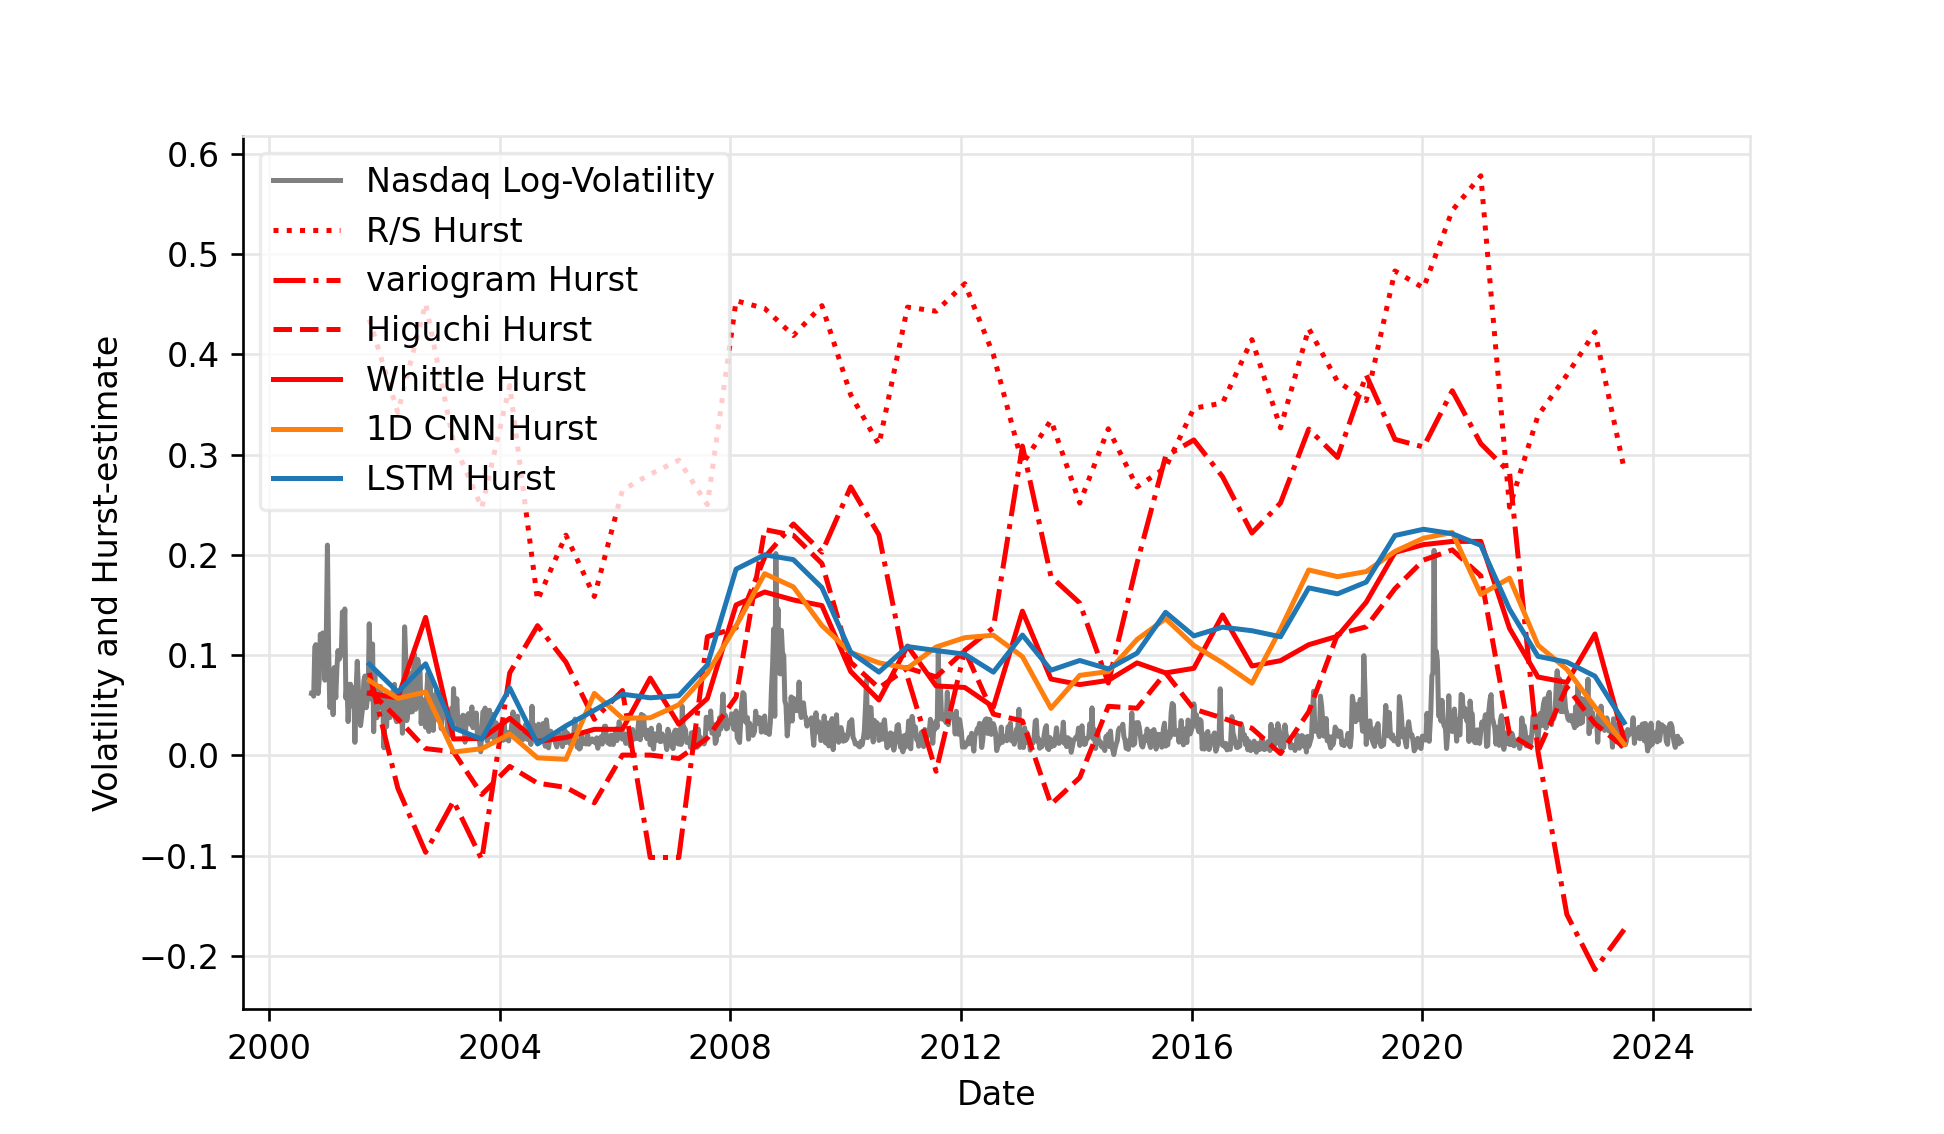 0.6
0.5
0.4
0.3
0.2
0.1
0.0
−0.1
−0.2
Volatility and Hurst-estimate
Nasdaq Log-Volatility
R/S Hurst
variogram Hurst
Higuchi Hurst
Whittle Hurst
1D CNN Hurst
LSTM Hurst
2000 2004 2008 2012 2016 2020 2024
Date